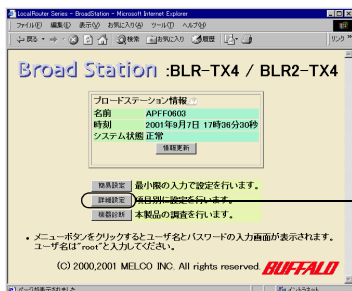 LocalRouter Series - BroadStation - Microsoft Internet Explorer
ファイル(F) 編集(E) 表示(V) お気に入り(A) ツール(T) ヘルプ(H)
戻る 検索 お気に入り 履歴 リンク
Broad Station :BLR-TX4 / BLR2-TX4
ブロードステーション情報
名前 APFF0603
時刻 2001年9月7日 17時36分30秒
システム状態 正常
情報更新
簡易設定 最小限の入力で設定を行います。
詳細設定 項目別に設定を行います。
機器診断 本製品の調査を行います。
• メニューボタンをクリックするとユーザ名とパスワードの入力画面が表示されます。
ユーザ名は"root"と入力してください。
(C) 2000,2001 MELCO INC. All rights reserved. BUFFALO
ページが表示されました イントラネット